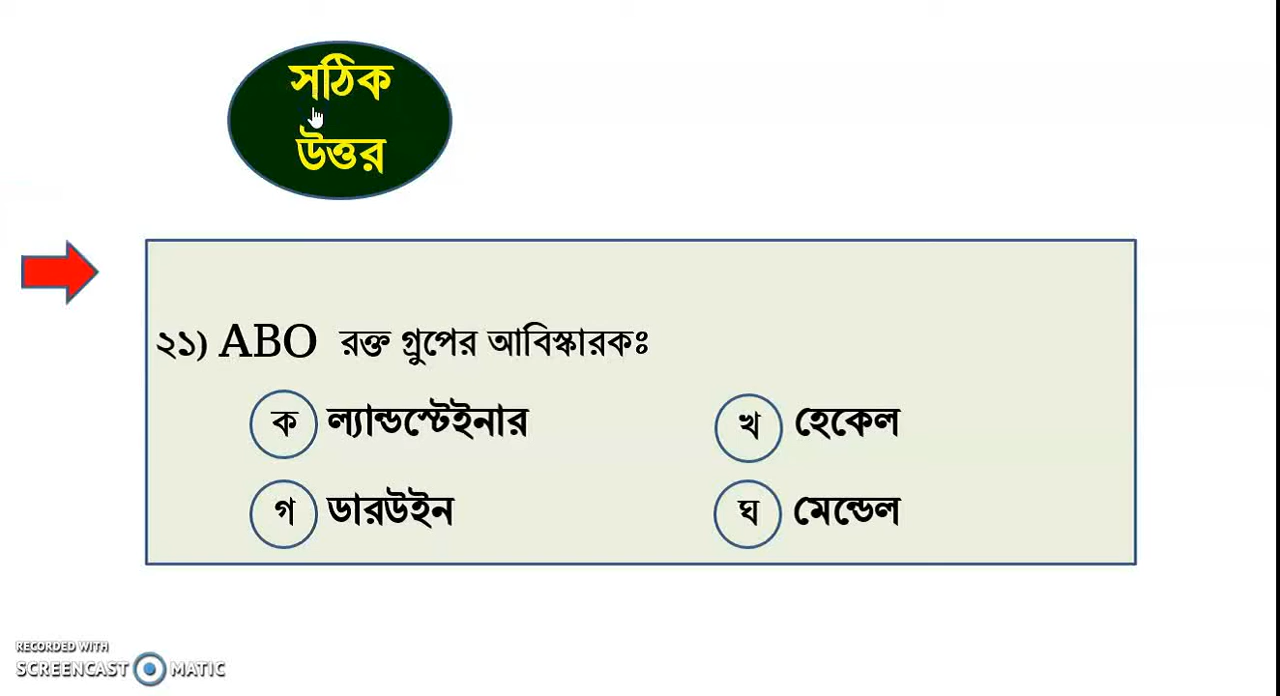 সঠিক
উত্তর
২১) ABO রক্ত গ্রুপের আবিস্কারকঃ
ক ল্যান্ডস্টেইনার খ হেকেল
গ ডারউইন ঘ মেন্ডেল
RECORDED WITH
SCREENCAST MATIC